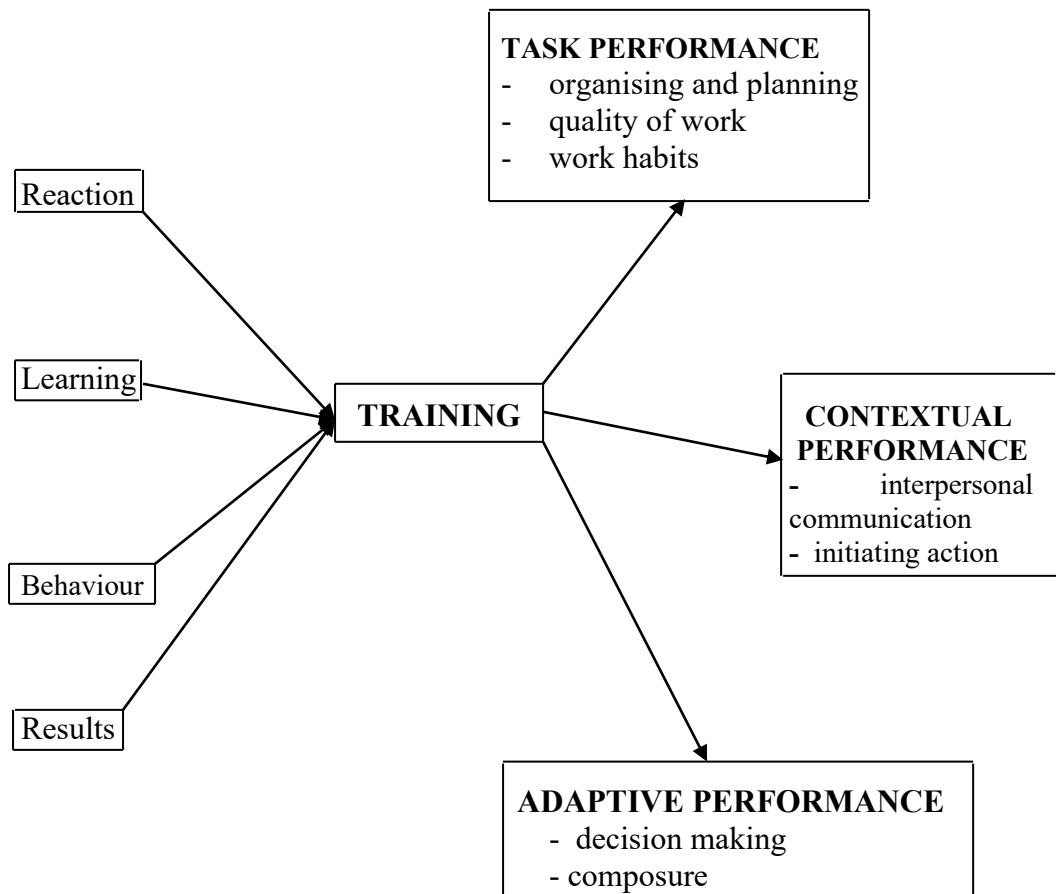 TASK PERFORMANCE
- organising and planning
- quality of work
- work habits
Reaction
Learning
TRAINING
CONTEXTUAL
PERFORMANCE
- interpersonal
communication
- initiating action
Behaviour
Results
ADAPTIVE PERFORMANCE
- decision making
- composure